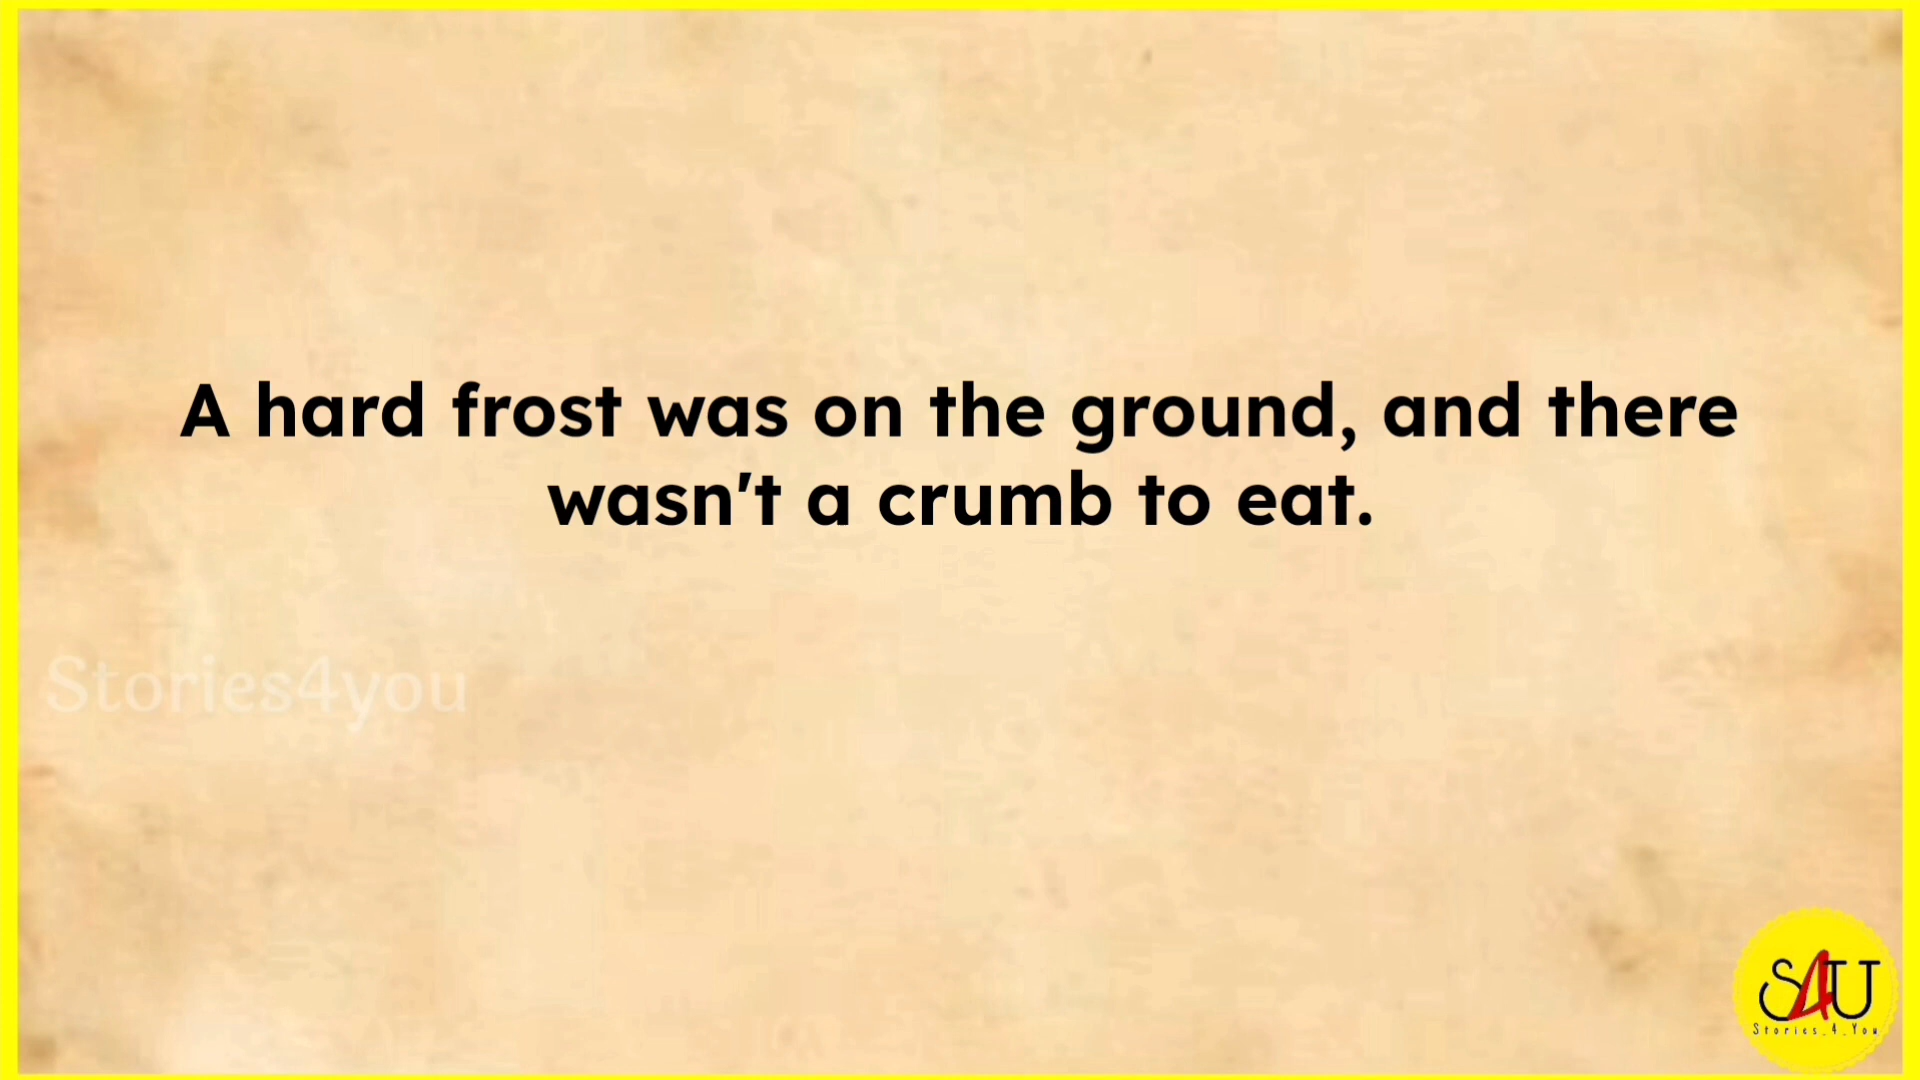 A hard frost was on the ground, and there
wasn't a crumb to eat.
Stories4you
S4U
Stories_4_You